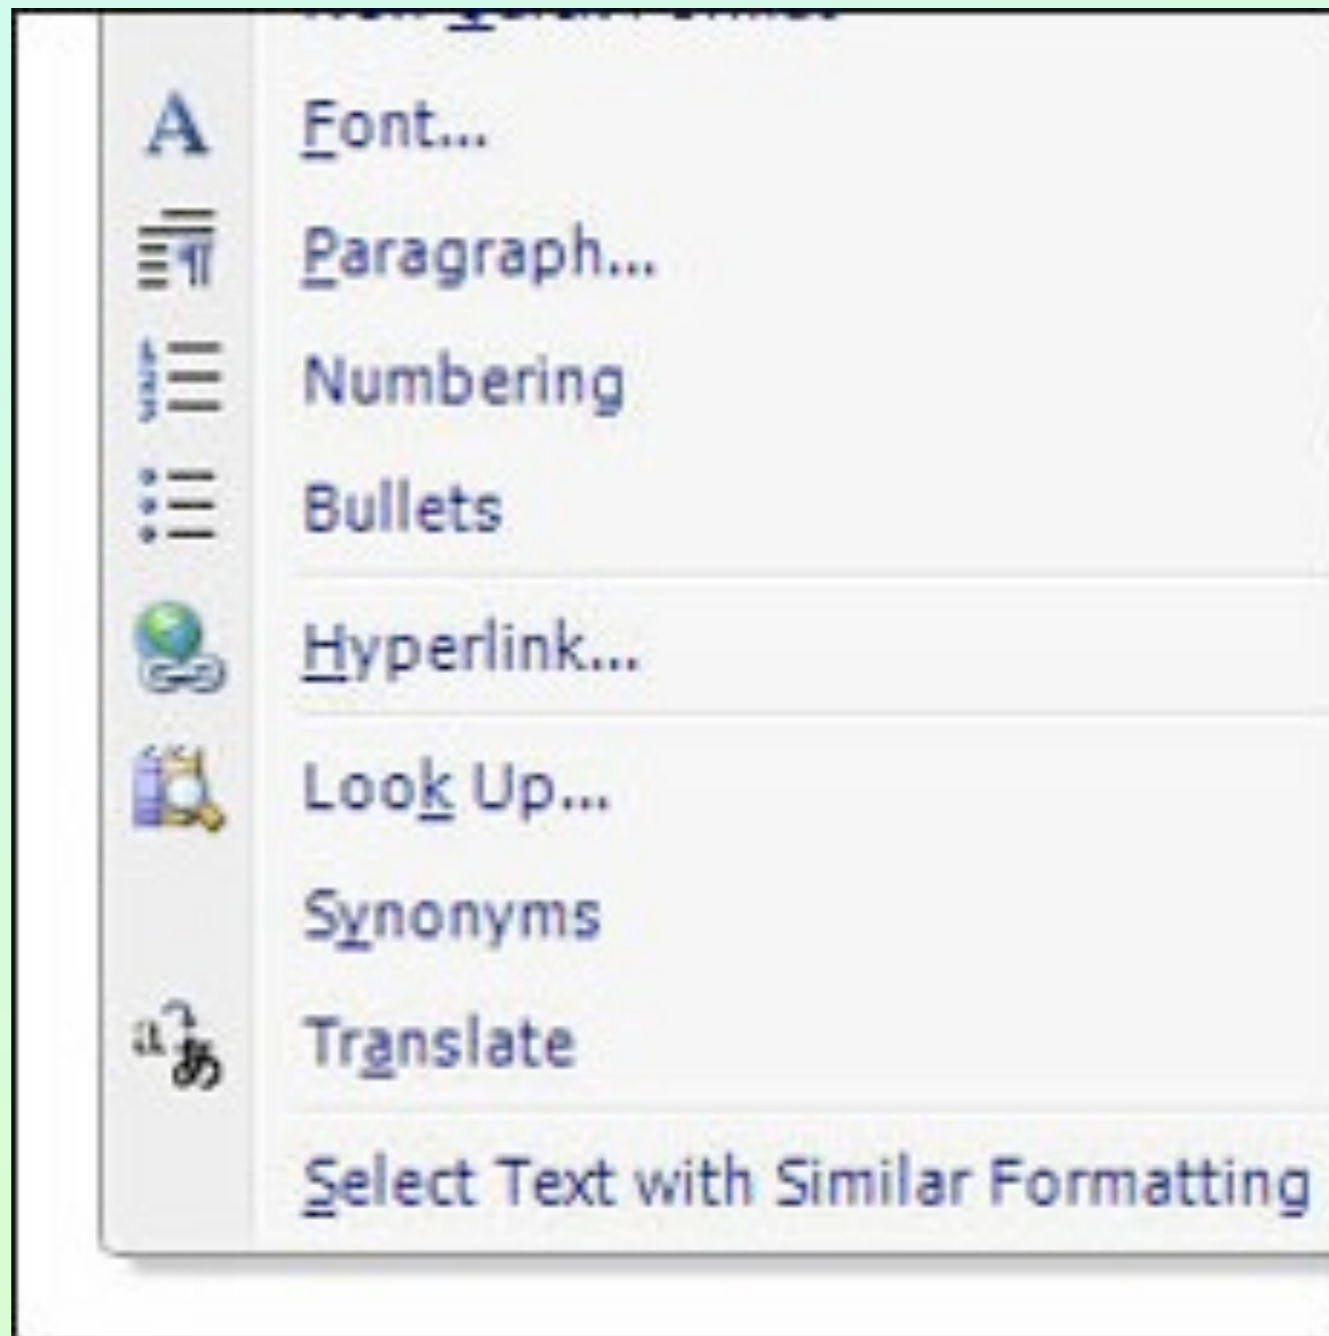 Font...
Paragraph...
Numbering
Bullets
Hyperlink...
Look Up...
Synonyms
Translate
Select Text with Similar Formatting